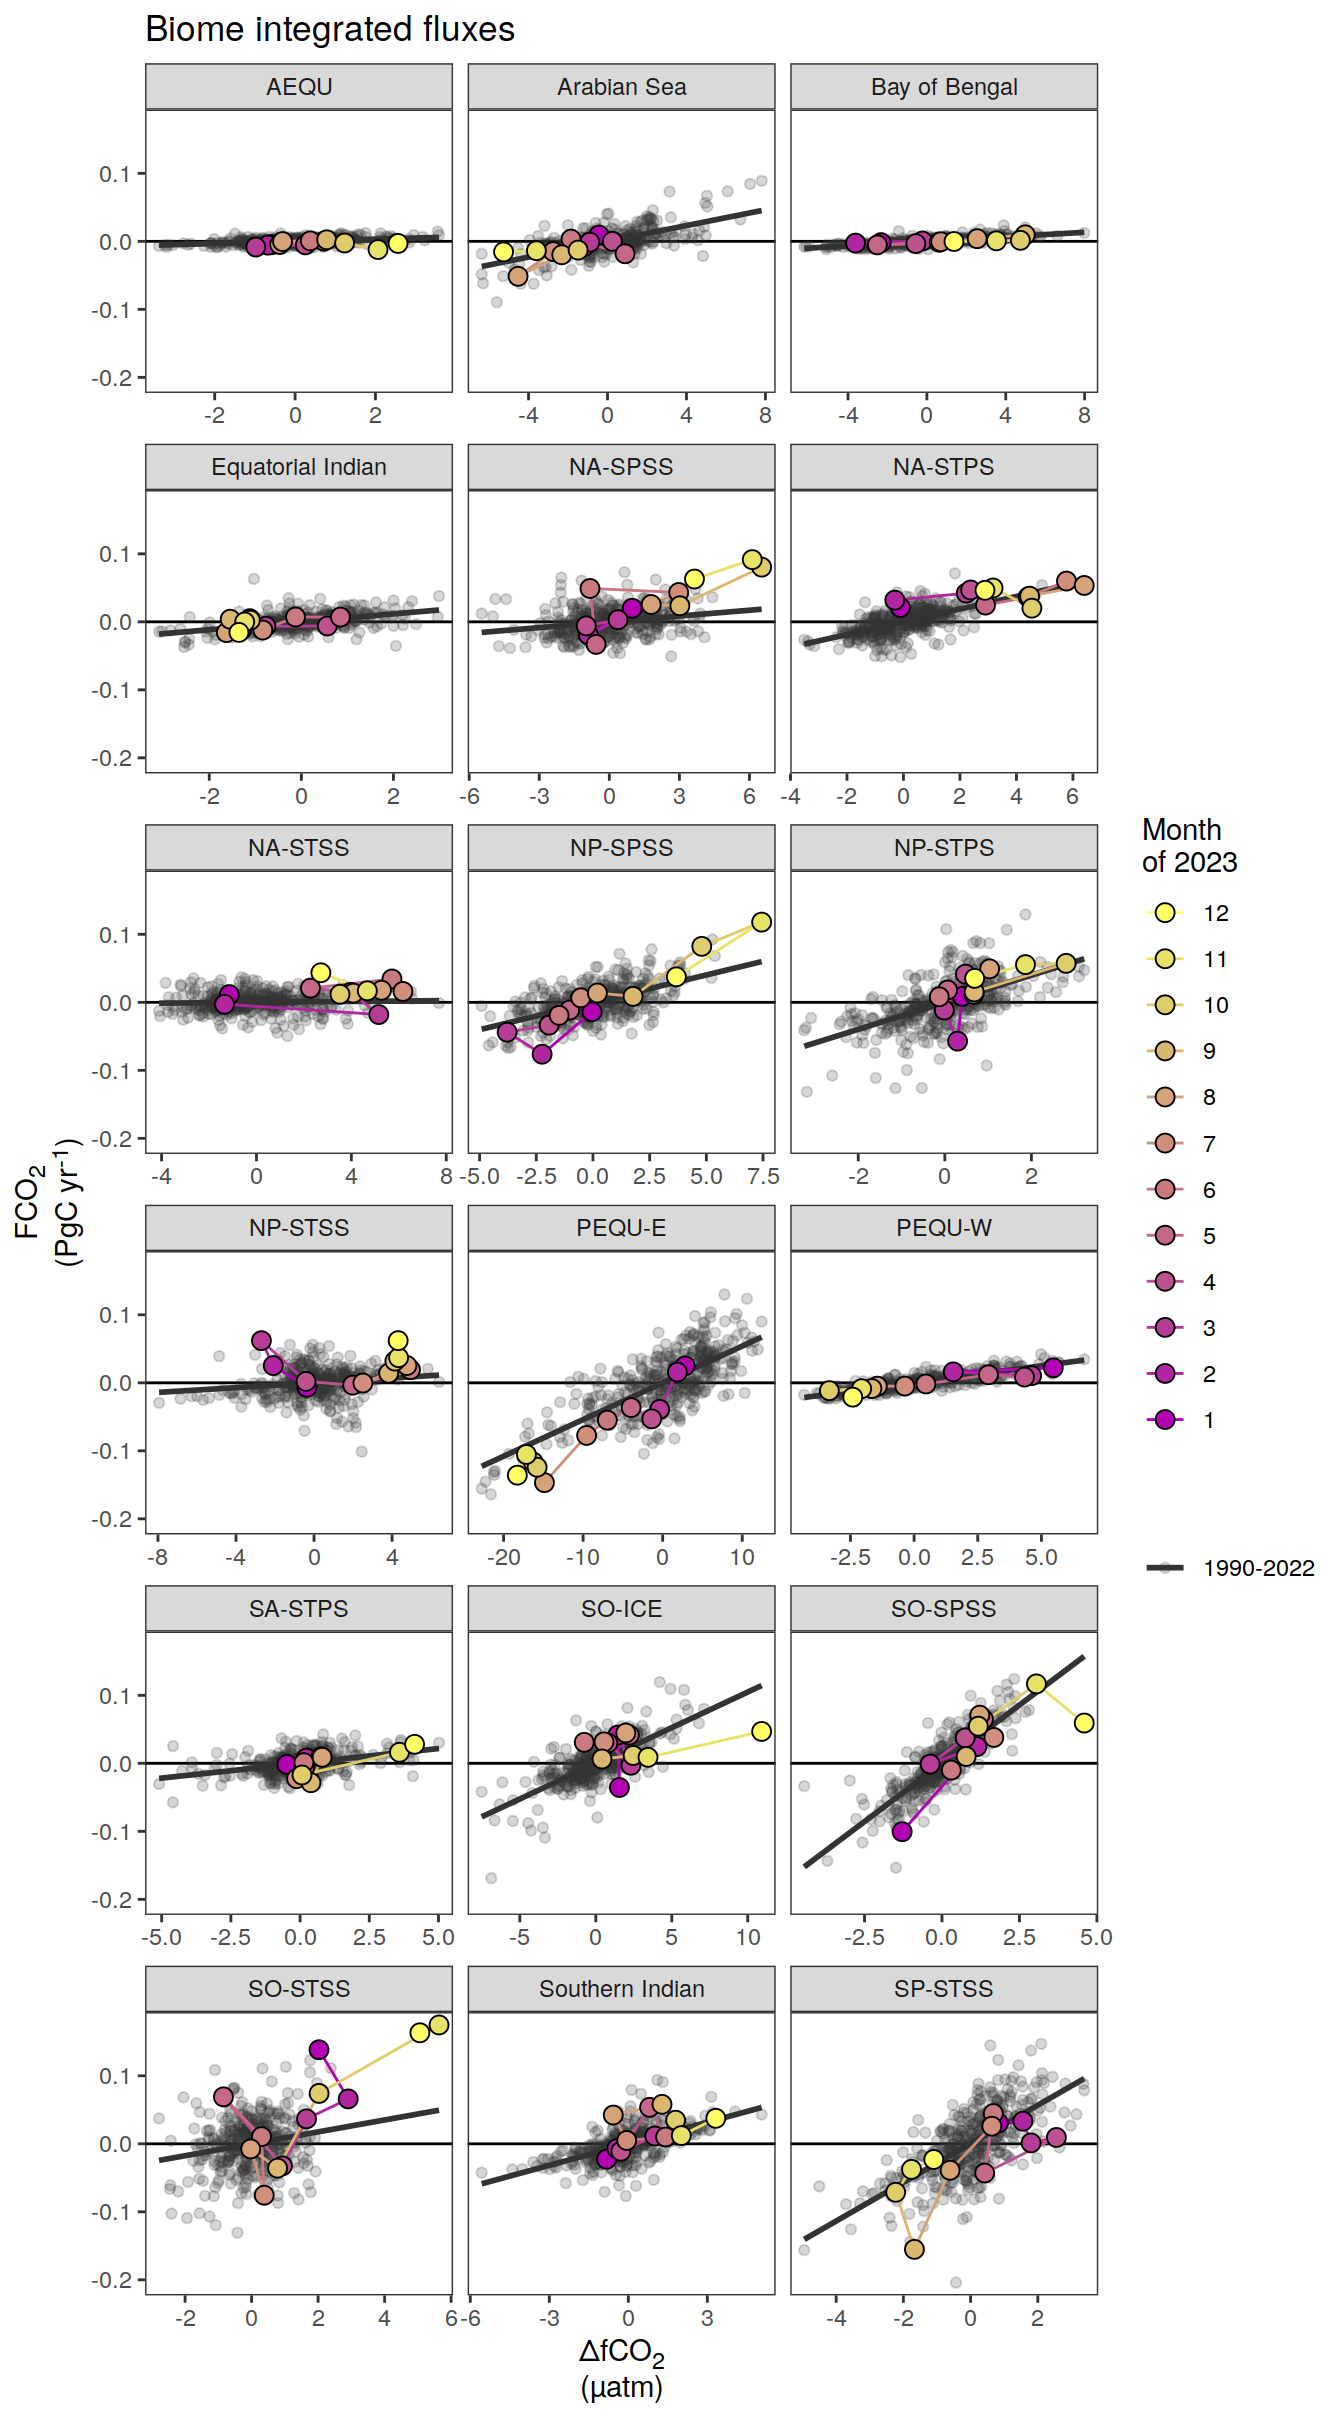 Biome integrated fluxes
AEQU Arabian Sea Bay of Bengal
0.1
0.0
-0.1
-0.2
-2 0 2 -4 0 4 8 -4 0 4 8
Equatorial Indian NA-SPSS NA-STPS
0.1
0.0
-0.1
-0.2
-2 0 2 -6 -3 0 3 6 -4 -2 0 2 4 6
NA-STSS NP-SPSS NP-STPS
0.1
0.0
-0.1
-0.2
-4 0 4 8 -5.0 -2.5 0.0 2.5 5.0 7.5 -2 0 2
NP-STSS PEQU-E PEQU-W
0.1
0.0
-0.1
-0.2
-8 -4 0 4 -20 -10 0 10 -2.5 0.0 2.5 5.0
SA-STPS SO-ICE SO-SPSS
0.1
0.0
-0.1
-0.2
-5.0 -2.5 0.0 2.5 5.0 -5 0 5 10 -2.5 0.0 2.5 5.0
SO-STSS Southern Indian SP-STSS
0.1
0.0
-0.1
-0.2
-2 0 2 4 6 -6 -3 0 3 -4 -2 0 2
ΔfCO₂
(µatm)
FCO₂
(PgC yr⁻¹)
Month
of 2023
12
11
10
9
8
7
6
5
4
3
2
1
1990-2022